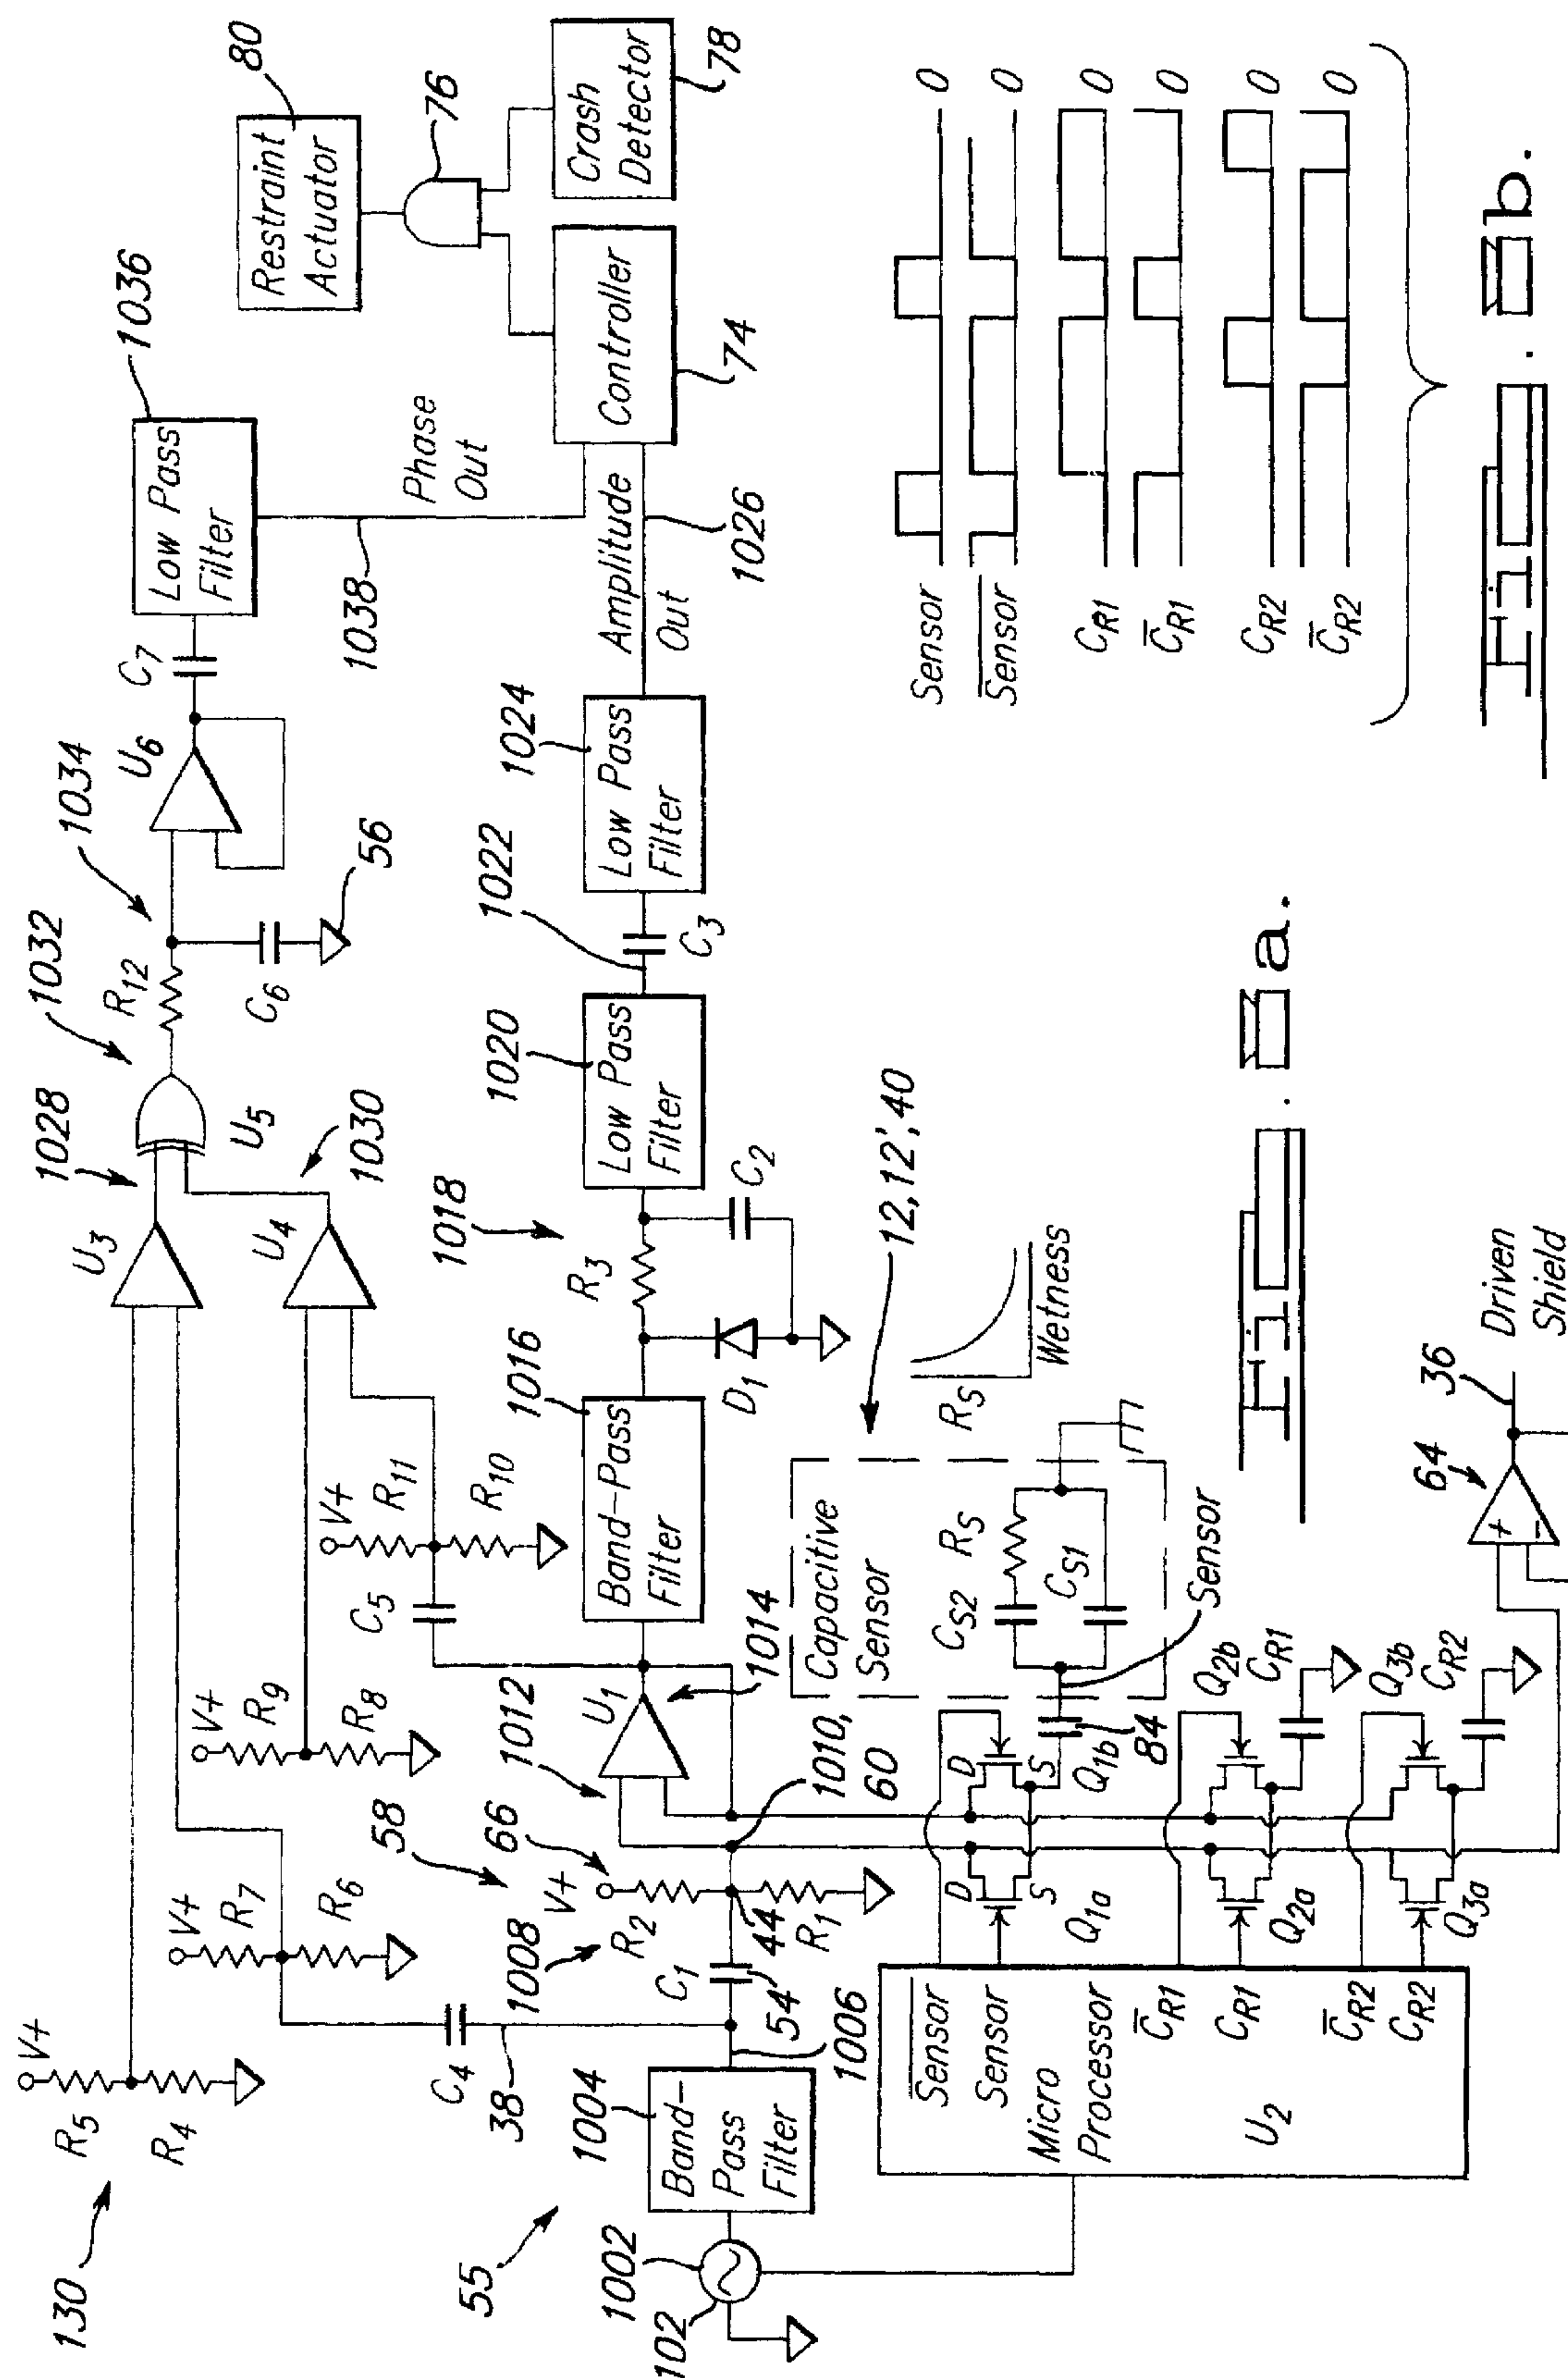 130
R5
V+
R4
R7
V+
R6
C4
38
55
1002
102
1004
Band-
Pass
Filter
1006
1008
C1
54
R2
V+
44
R1
58
66
1010,
60
1012
U1
1014
V+
R9
R8
C5
V+
R11
R10
U3
U4
1028
U5
1030
1032
R12
1034
C6
56
U6
C7
1036
Low Pass
Filter
1038
Phase
Out
1016
Band-Pass
Filter
D1
R3
1018
C2
1020
Low Pass
Filter
1022
C3
1024
Low Pass
Filter
Amplitude
Out
1026
Controller
74
76
Crash
Detector
78
Restraint
Actuator
80
Micro
Processor
U2
Sensor
Sensor
C̄R1
CR1
C̄R2
CR2
D
S
Q1a
D
S
Q1b
84
Q2a
Q2b
CR1
Q3a
Q3b
CR2
Capacitive
Sensor
CS2
RS
CS1
Sensor
12,12',40
RS
Wetness
64
+
-
36
Driven
Shield
Sensor 0
Sensor 0
CR1 0
C̄R1 0
CR2 0
C̄R2 0